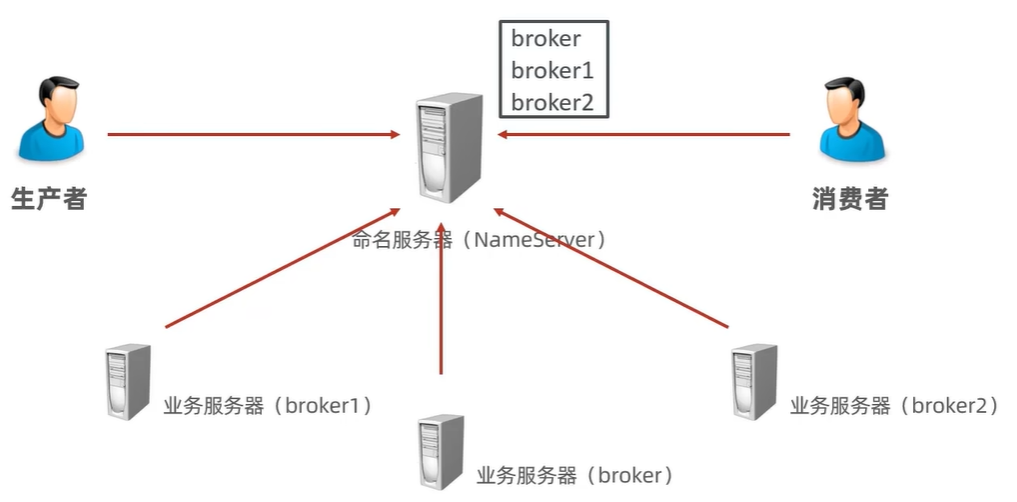 broker
broker1
broker2
生产者
消费者
命名服务器（NameServer）
业务服务器（broker1）
业务服务器（broker2）
业务服务器（broker）